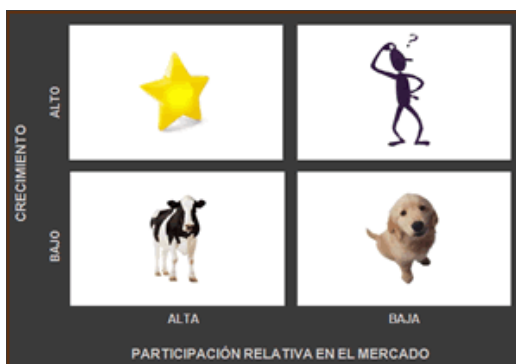 ?
ALTO
CRECIMIENTO
BAJO
ALTA
BAJA
PARTICIPACIÓN RELATIVA EN EL MERCADO